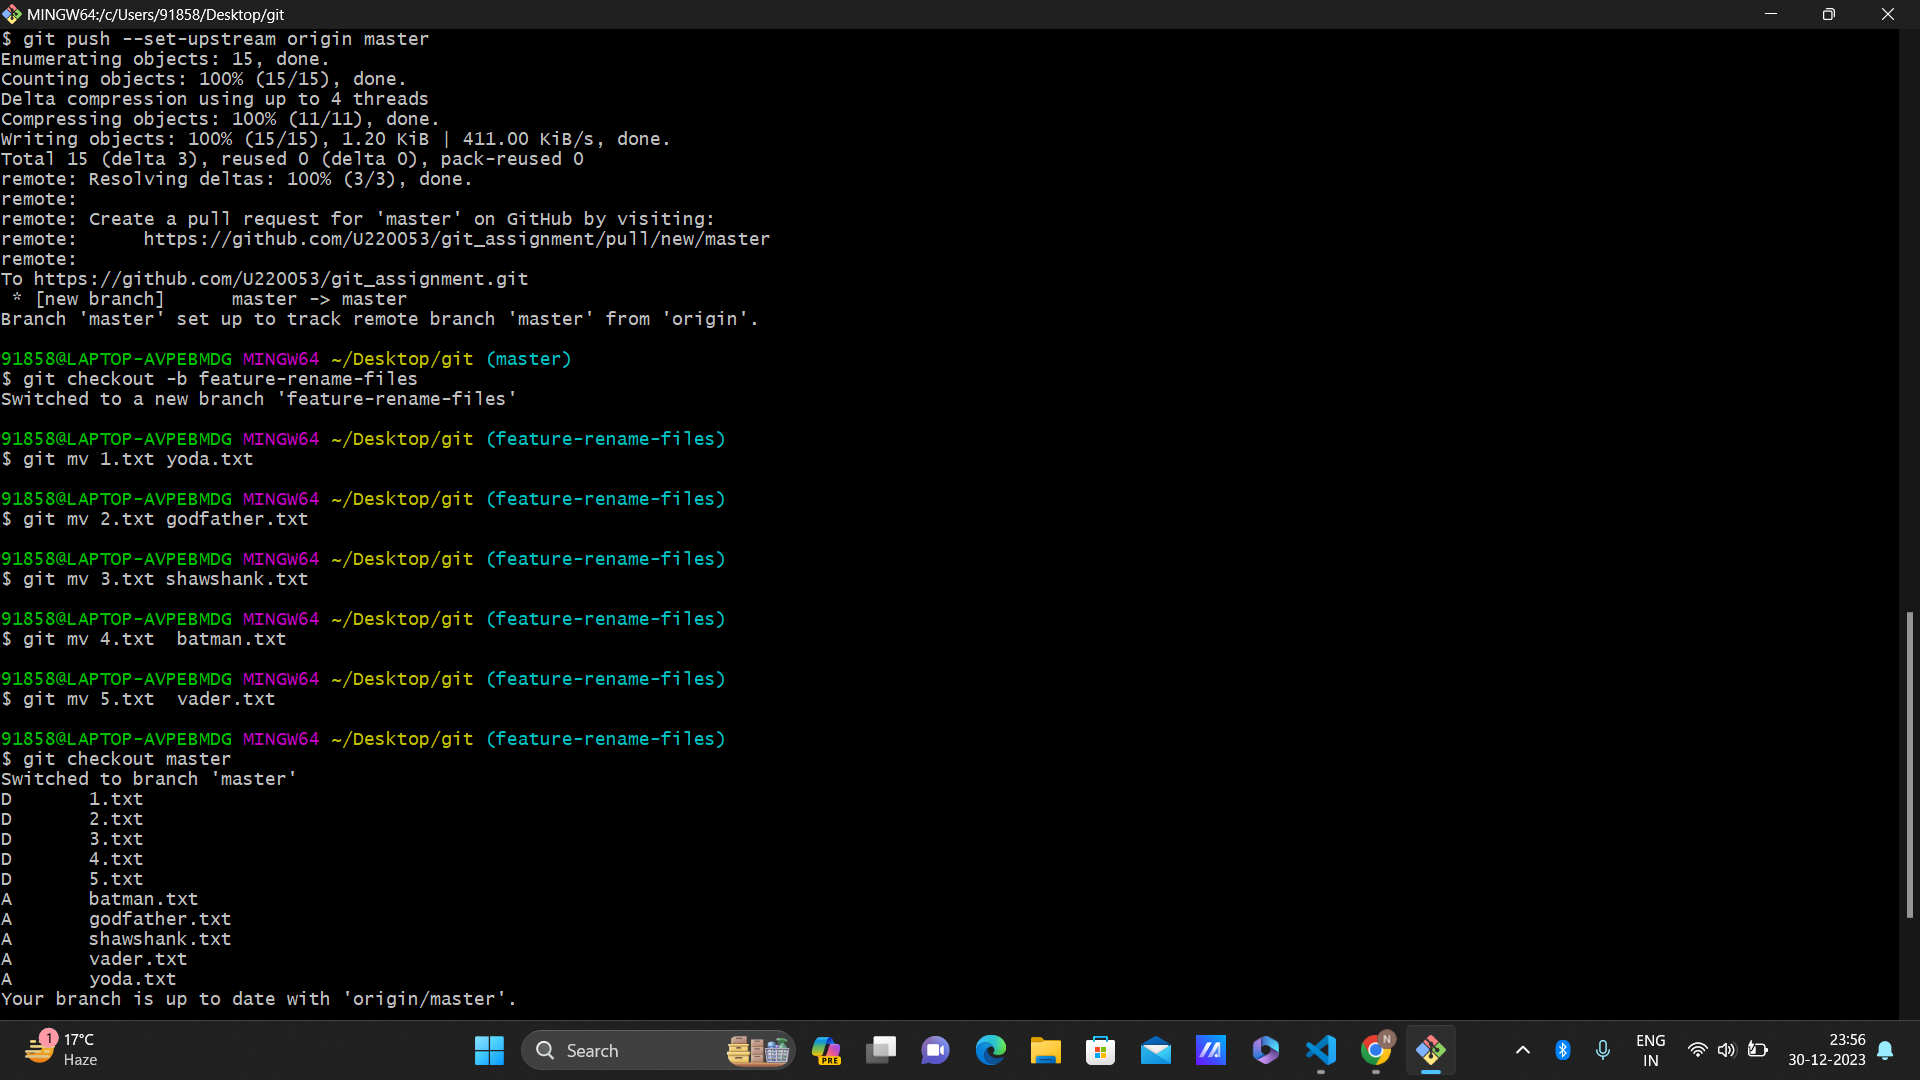 MINGW64:/c/Users/91858/Desktop/git
$ git push --set-upstream origin master
Enumerating objects: 15, done.
Counting objects: 100% (15/15), done.
Delta compression using up to 4 threads
Compressing objects: 100% (11/11), done.
Writing objects: 100% (15/15), 1.20 KiB | 411.00 KiB/s, done.
Total 15 (delta 3), reused 0 (delta 0), pack-reused 0
remote: Resolving deltas: 100% (3/3), done.
remote:
remote: Create a pull request for 'master' on GitHub by visiting:
remote:      https://github.com/U220053/git_assignment/pull/new/master
remote:
To https://github.com/U220053/git_assignment.git
 * [new branch]      master -> master
Branch 'master' set up to track remote branch 'master' from 'origin'.
91858@LAPTOP-AVPEBMDG MINGW64 ~/Desktop/git (master)
$ git checkout -b feature-rename-files
Switched to a new branch 'feature-rename-files'
91858@LAPTOP-AVPEBMDG MINGW64 ~/Desktop/git (feature-rename-files)
$ git mv 1.txt yoda.txt
91858@LAPTOP-AVPEBMDG MINGW64 ~/Desktop/git (feature-rename-files)
$ git mv 2.txt godfather.txt
91858@LAPTOP-AVPEBMDG MINGW64 ~/Desktop/git (feature-rename-files)
$ git mv 3.txt shawshank.txt
91858@LAPTOP-AVPEBMDG MINGW64 ~/Desktop/git (feature-rename-files)
$ git mv 4.txt  batman.txt
91858@LAPTOP-AVPEBMDG MINGW64 ~/Desktop/git (feature-rename-files)
$ git mv 5.txt  vader.txt
91858@LAPTOP-AVPEBMDG MINGW64 ~/Desktop/git (feature-rename-files)
$ git checkout master
Switched to branch 'master'
D       1.txt
D       2.txt
D       3.txt
D       4.txt
D       5.txt
A       batman.txt
A       godfather.txt
A       shawshank.txt
A       vader.txt
A       yoda.txt
Your branch is up to date with 'origin/master'.
1
17°C
Haze
Search
PRE
N
ENG
IN
23:56
30-12-2023